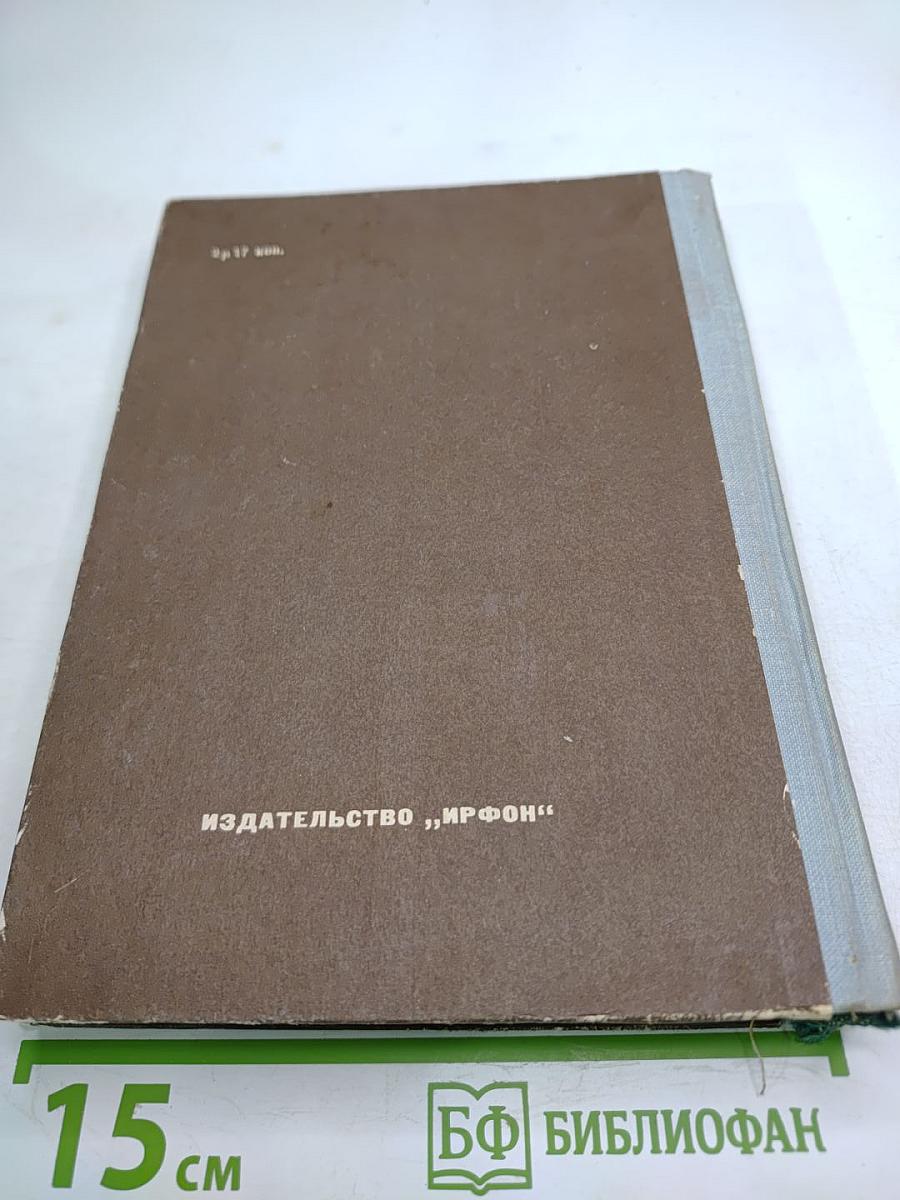 2р.17 коп.
ИЗДАТЕЛЬСТВО „ИРФОН“
15 см
БФ БИБЛИОФАН